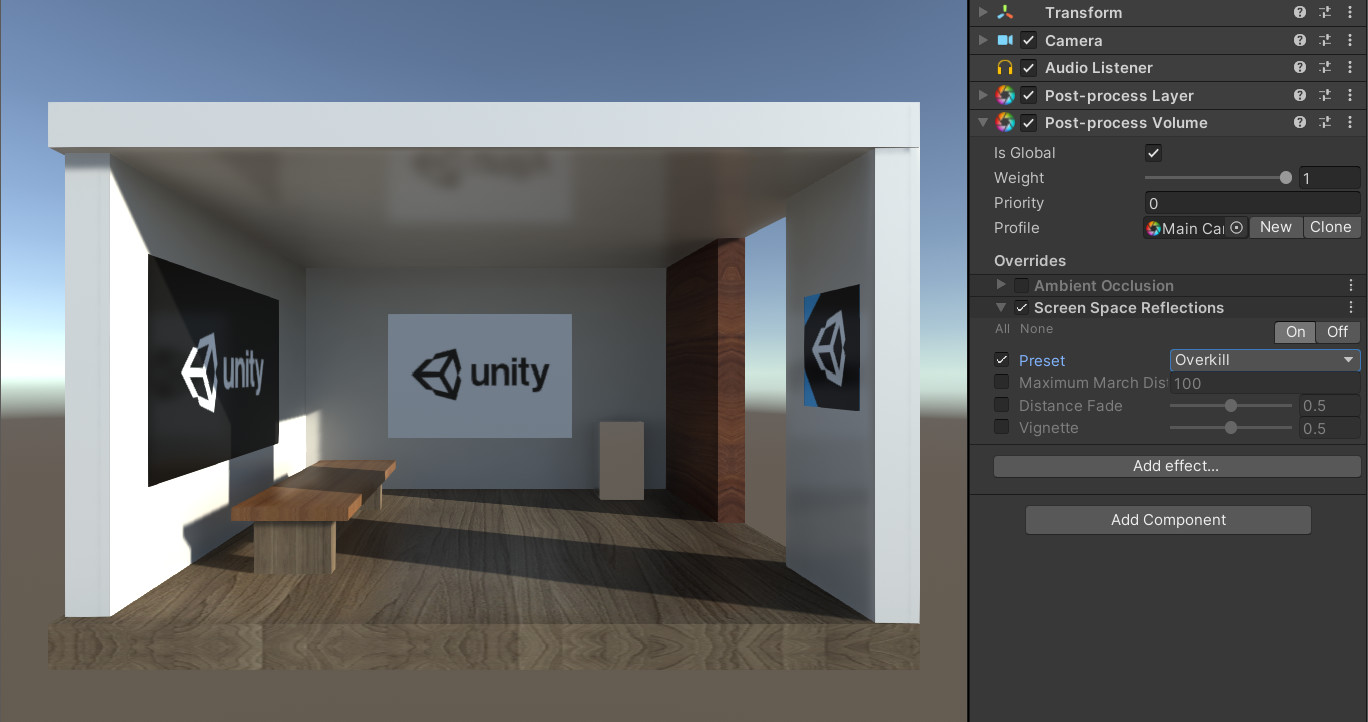 unity
unity
Transform
Camera
Audio Listener
Post-process Layer
Post-process Volume
Is Global
Weight 1
Priority 0
Profile Main Car New Clone
Overrides
Ambient Occlusion
Screen Space Reflections
All None On Off
Preset Overkill
Maximum March Dist 100
Distance Fade 0.5
Vignette 0.5
Add effect...
Add Component